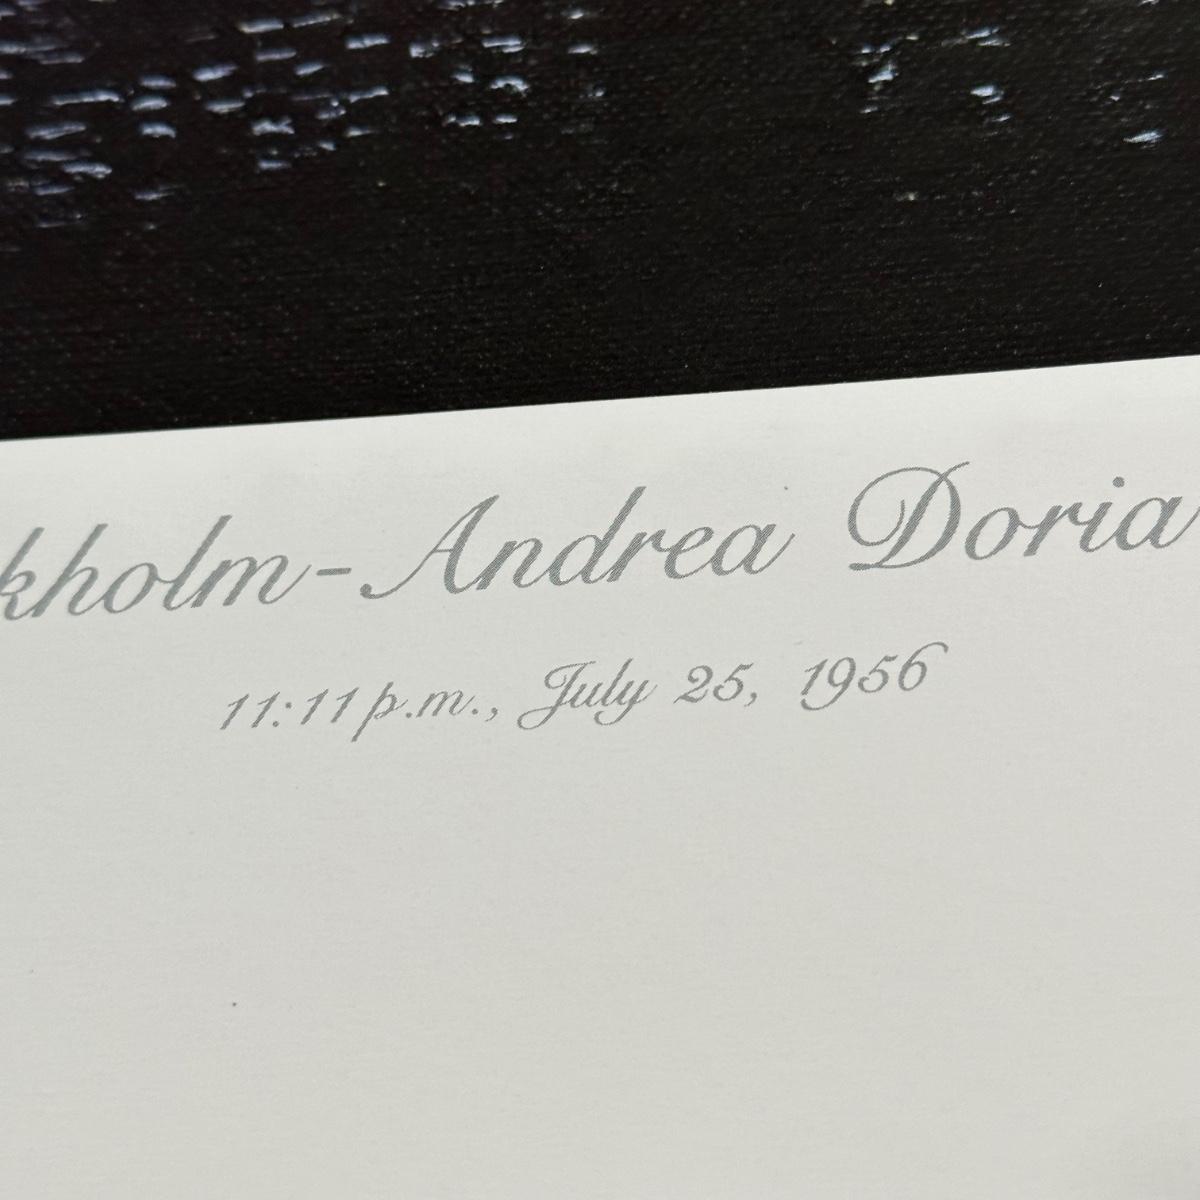 kholm-Andrea Doria
11:11 p.m., July 25, 1956